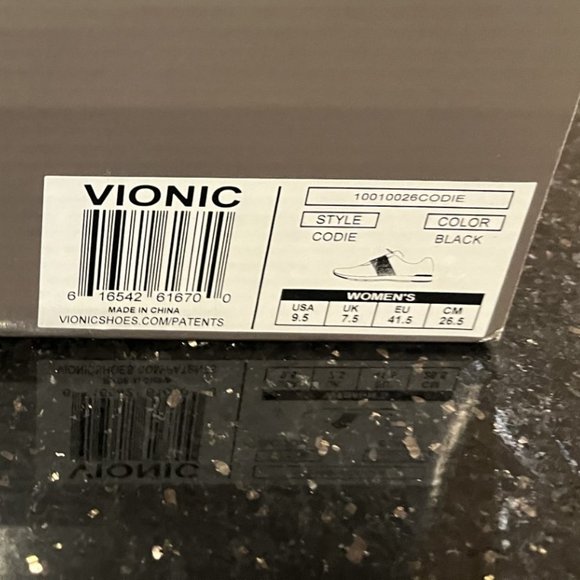 VIONIC
6 16542 61670 0
MADE IN CHINA
VIONICSHOES.COM/PATENTS
10010026CODIE
STYLE COLOR
CODIE BLACK
WOMEN'S
USA UK EU CM
9.5 7.5 41.5 26.5
VIONIC